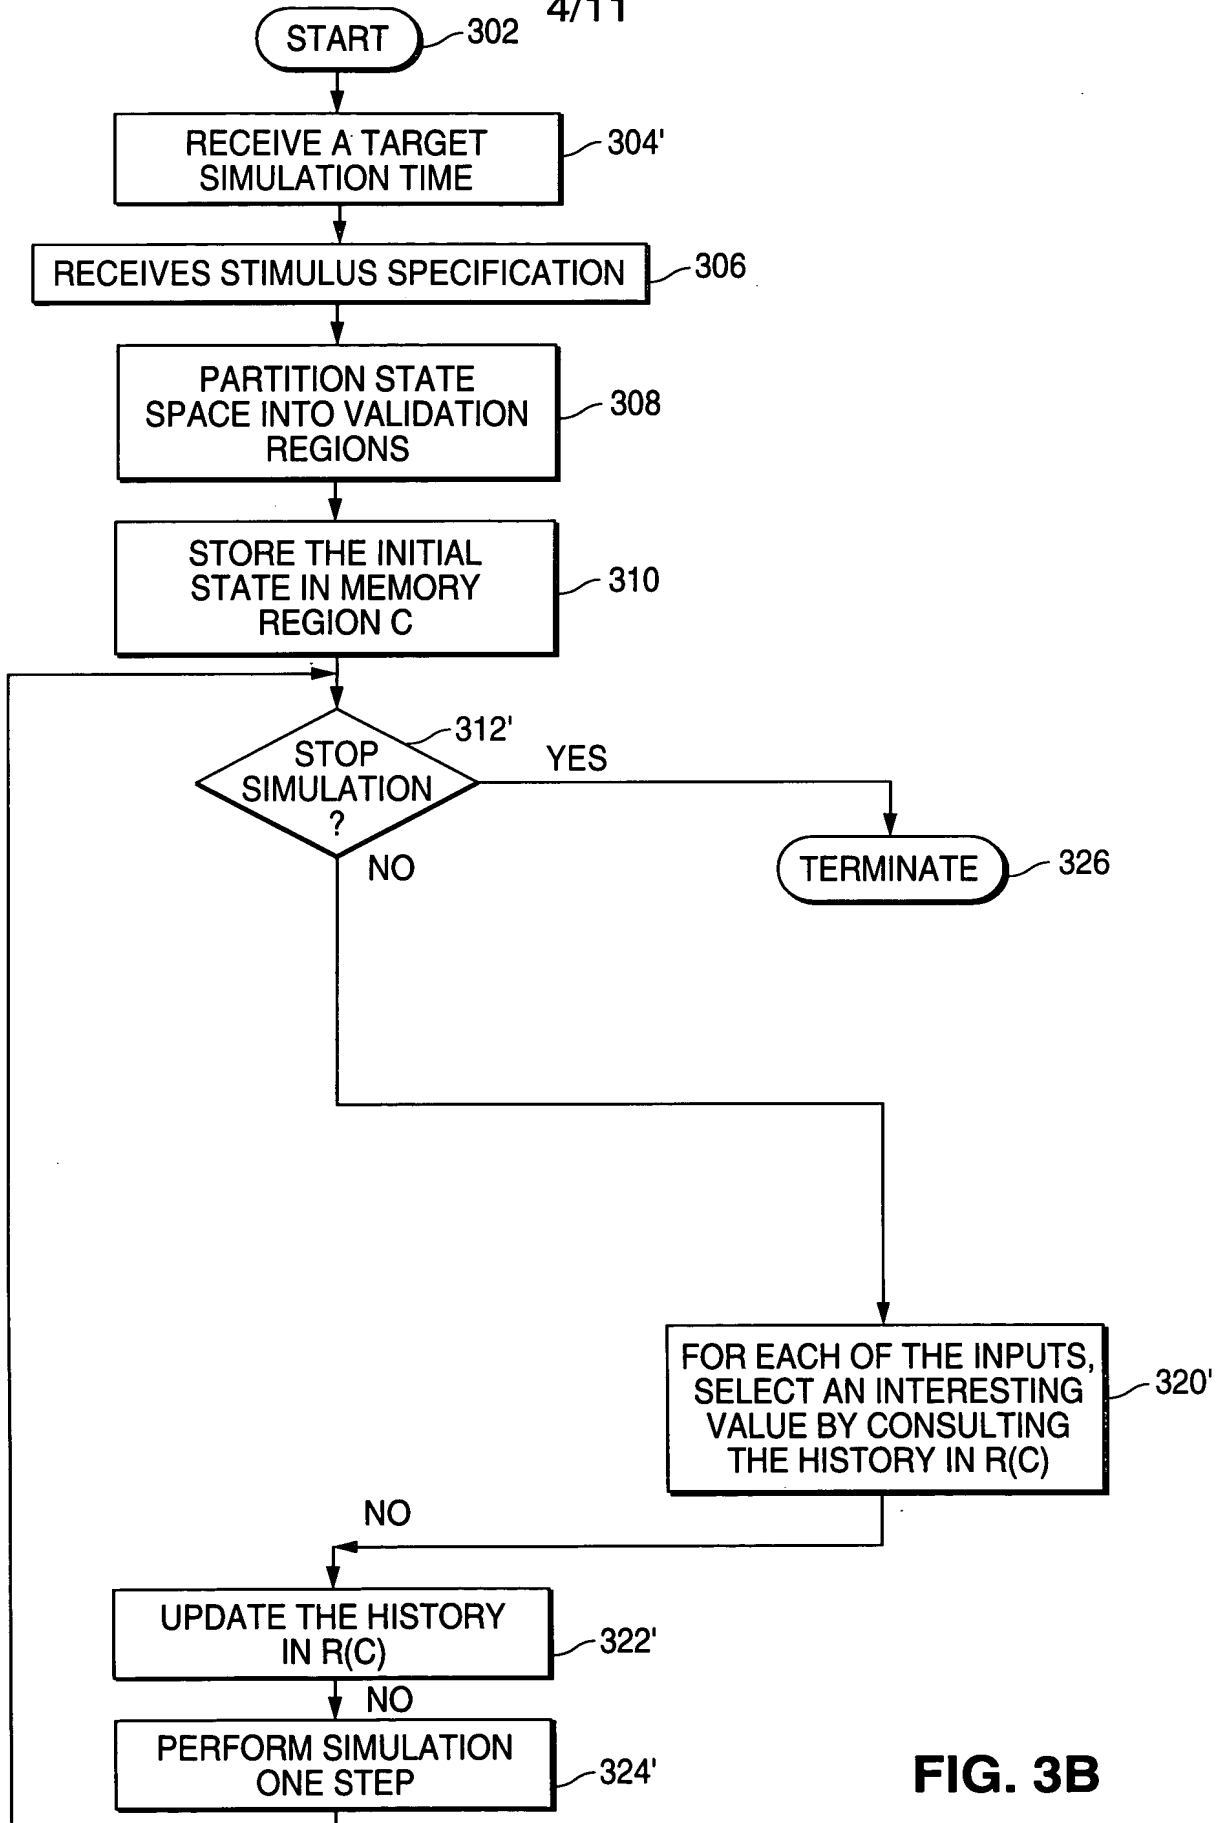 4/11
START
302
RECEIVE A TARGET
SIMULATION TIME
304'
RECEIVES STIMULUS SPECIFICATION
306
PARTITION STATE
SPACE INTO VALIDATION
REGIONS
308
STORE THE INITIAL
STATE IN MEMORY
REGION C
310
STOP
SIMULATION
?
312'
YES
NO
TERMINATE
326
FOR EACH OF THE INPUTS,
SELECT AN INTERESTING
VALUE BY CONSULTING
THE HISTORY IN R(C)
320'
NO
UPDATE THE HISTORY
IN R(C)
322'
NO
PERFORM SIMULATION
ONE STEP
324'
FIG. 3B